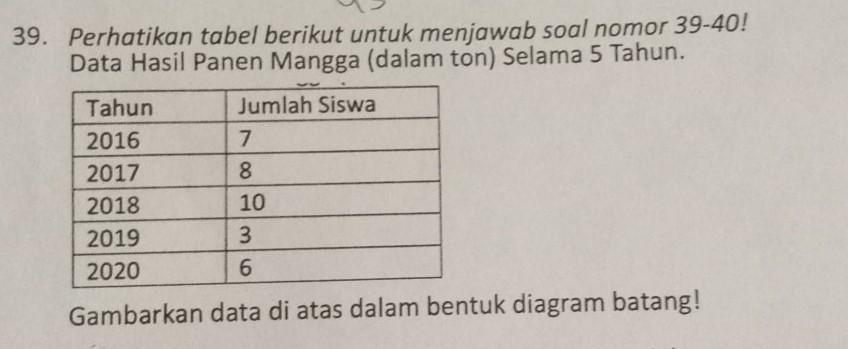 39. Perhatikan tabel berikut untuk menjawab soal nomor 39-40!
Data Hasil Panen Mangga (dalam ton) Selama 5 Tahun.
Tahun Jumlah Siswa
2016 7
2017 8
2018 10
2019 3
2020 6
Gambarkan data di atas dalam bentuk diagram batang!